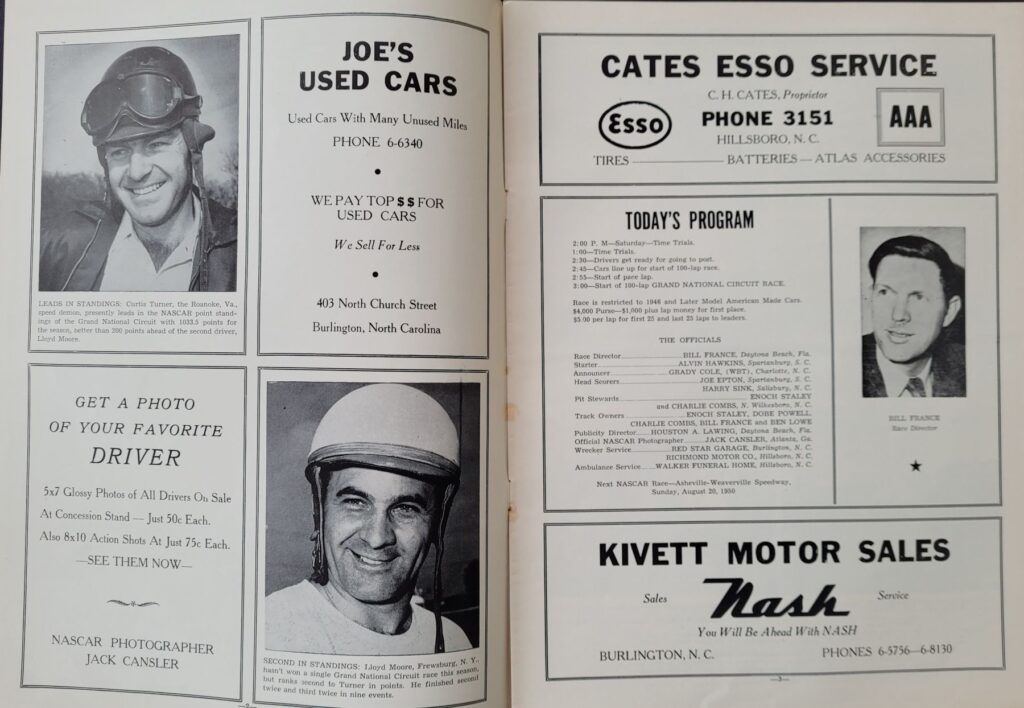 LEADS IN STANDINGS: Curtis Turner, the Roanoke, Va.,
speed demon, presently leads in the NASCAR point stand-
ings of the Grand National Circuit with 1033.5 points for
the season, better than 200 points ahead of the second driver,
Lloyd Moore.
JOE'S
USED CARS
Used Cars With Many Unused Miles
PHONE 6-6340
•
WE PAY TOP $ $ FOR
USED CARS
We Sell For Less
•
403 North Church Street
Burlington, North Carolina
GET A PHOTO
OF YOUR FAVORITE
DRIVER
5x7 Glossy Photos of All Drivers On Sale
At Concession Stand — Just 50c Each.
Also 8x10 Action Shots At Just 75c Each.
—SEE THEM NOW—
NASCAR PHOTOGRAPHER
JACK CANSLER
SECOND IN STANDINGS: Lloyd Moore, Frewsburg, N. Y.,
hasn't won a single Grand National Circuit race this season,
but ranks second to Turner in points. He finished second
twice and third twice in nine events.
CATES ESSO SERVICE
C. H. CATES, Proprietor
Esso
PHONE 3151
AAA
HILLSBORO, N. C.
TIRES — BATTERIES — ATLAS ACCESSORIES
TODAY'S PROGRAM
2:00 P. M—Saturday—Time Trials.
1:00—Time Trials.
2:30—Drivers get ready for going to post.
2:45—Cars line up for start of 100-lap race.
2:55—Start of pace lap.
3:00—Start of 100-lap GRAND NATIONAL CIRCUIT RACE.
Race is restricted to 1946 and Later Model American Made Cars.
$4,000 Purse—$1,000 plus lap money for first place.
$5.00 per lap for first 25 and last 25 laps to leaders.
THE OFFICIALS
Race Director BILL FRANCE, Daytona Beach, Fla.
Starter ALVIN HAWKINS, Spartanburg, S. C.
Announcer GRADY COLE, (WBT), Charlotte, N. C.
Head Scorers JOE EPTON, Spartanburg, S. C.
HARRY SINK, Salisbury, N. C.
Pit Stewards ENOCH STALEY
and CHARLIE COMBS, N. Wilkesboro, N. C.
Track Owners ENOCH STALEY, DOBE POWELL,
CHARLIE COMBS, BILL FRANCE and BEN LOWE
Publicity Director HOUSTON A. LAWING, Daytona Beach, Fla.
Official NASCAR Photographer JACK CANSLER, Atlanta, Ga.
Wrecker Service RED STAR GARAGE, Burlington, N. C.
RICHMOND MOTOR CO., Hillsboro, N. C.
Ambulance Service WALKER FUNERAL HOME, Hillsboro, N. C.
Next NASCAR Race—Asheville-Weaverville Speedway,
Sunday, August 20, 1950
BILL FRANCE
Race Director
KIVETT MOTOR SALES
Sales Nash Service
You Will Be Ahead With NASH
BURLINGTON, N. C. PHONES 6-5756—6-8130
—3—